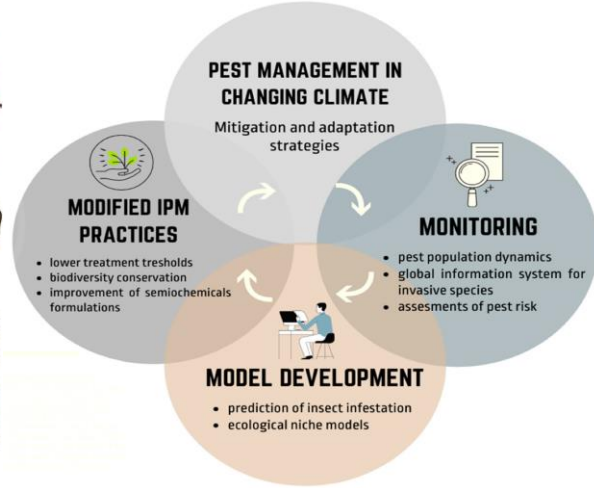 PEST MANAGEMENT IN
CHANGING CLIMATE
Mitigation and adaptation
strategies
MODIFIED IPM
PRACTICES
• lower treatment tresholds
• biodiversity conservation
• improvement of semiochemicals
formulations
MONITORING
• pest population dynamics
• global information system for
invasive species
• assesments of pest risk
MODEL DEVELOPMENT
• prediction of insect infestation
• ecological niche models